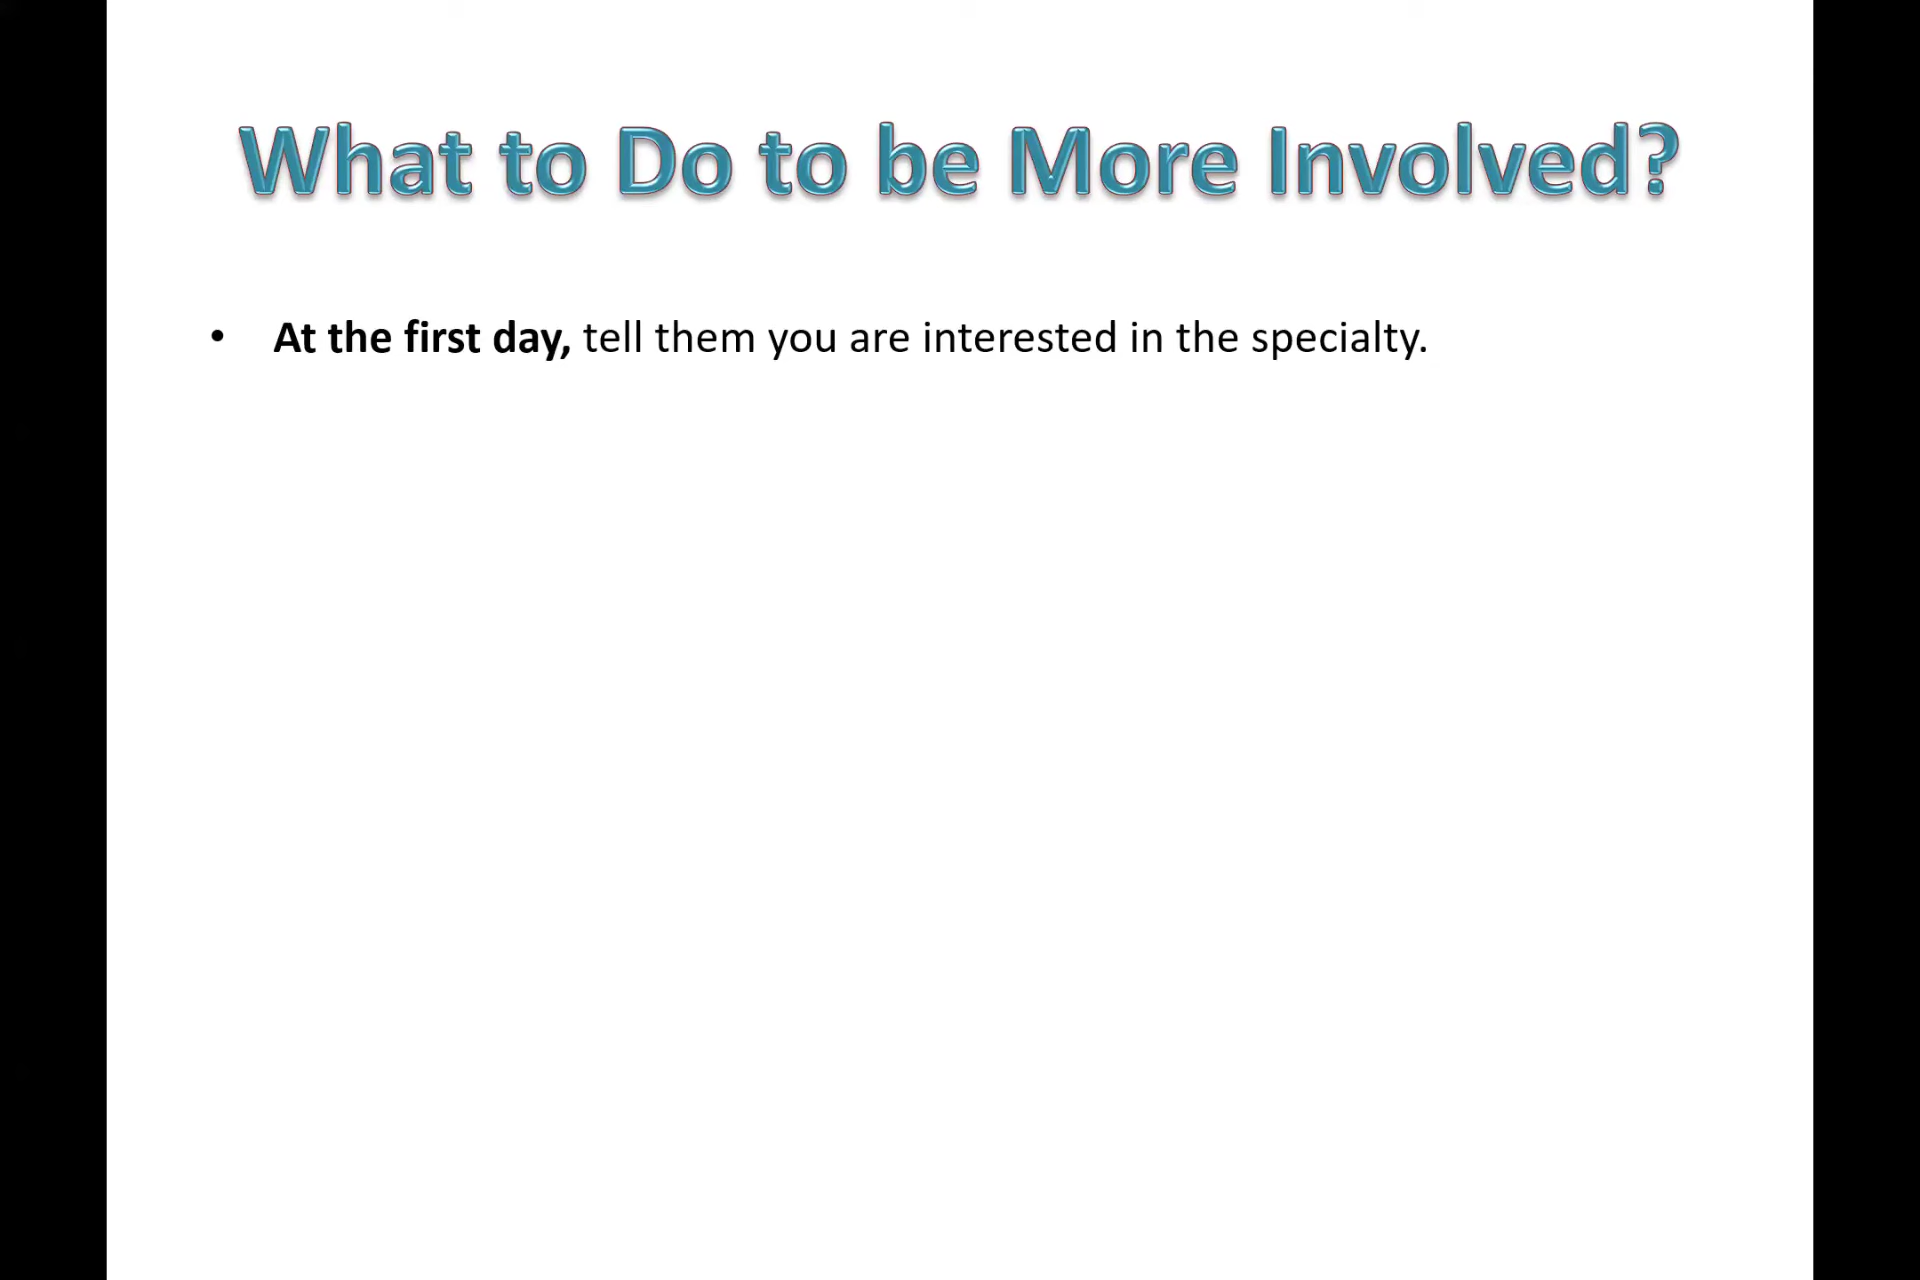 What to Do to be More Involved?
• At the first day, tell them you are interested in the specialty.